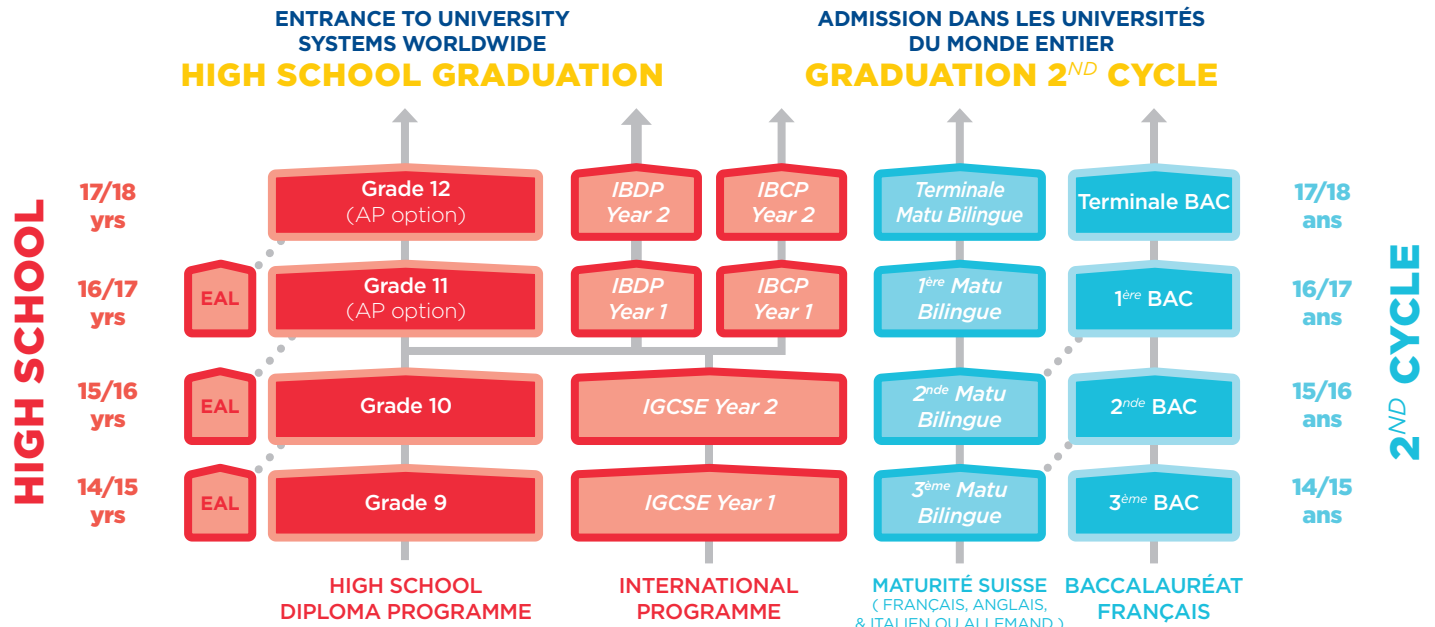 ENTRANCE TO UNIVERSITY
SYSTEMS WORLDWIDE
HIGH SCHOOL GRADUATION
ADMISSION DANS LES UNIVERSITÉS
DU MONDE ENTIER
GRADUATION 2ND CYCLE
HIGH SCHOOL
17/18
yrs
Grade 12
(AP option)
IBDP
Year 2
IBCP
Year 2
Terminale
Matu Bilingue
Terminale BAC
17/18
ans
16/17
yrs
EAL
Grade 11
(AP option)
IBDP
Year 1
IBCP
Year 1
1ère Matu
Bilingue
1ère BAC
16/17
ans
15/16
yrs
EAL
Grade 10
IGCSE Year 2
2nde Matu
Bilingue
2nde BAC
15/16
ans
14/15
yrs
EAL
Grade 9
IGCSE Year 1
3ème Matu
Bilingue
3ème BAC
14/15
ans
2ND CYCLE
HIGH SCHOOL
DIPLOMA PROGRAMME
INTERNATIONAL
PROGRAMME
MATURITÉ SUISSE
( FRANÇAIS, ANGLAIS,
& ITALIEN OU ALLEMAND )
BACCALAURÉAT
FRANÇAIS